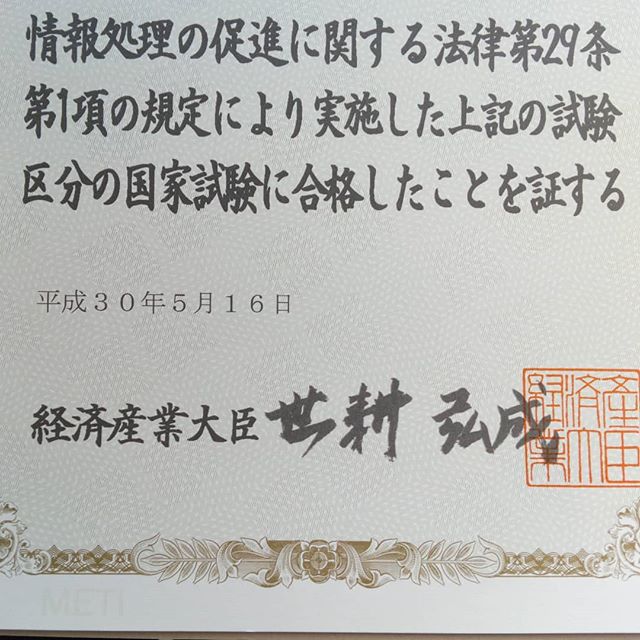 情報処理の促進に関する法律第29条
第1項の規定により実施した上記の試験
区分の国家試験に合格したことを証する
平成３０年５月１６日
経済産業大臣 世耕 弘成
METI